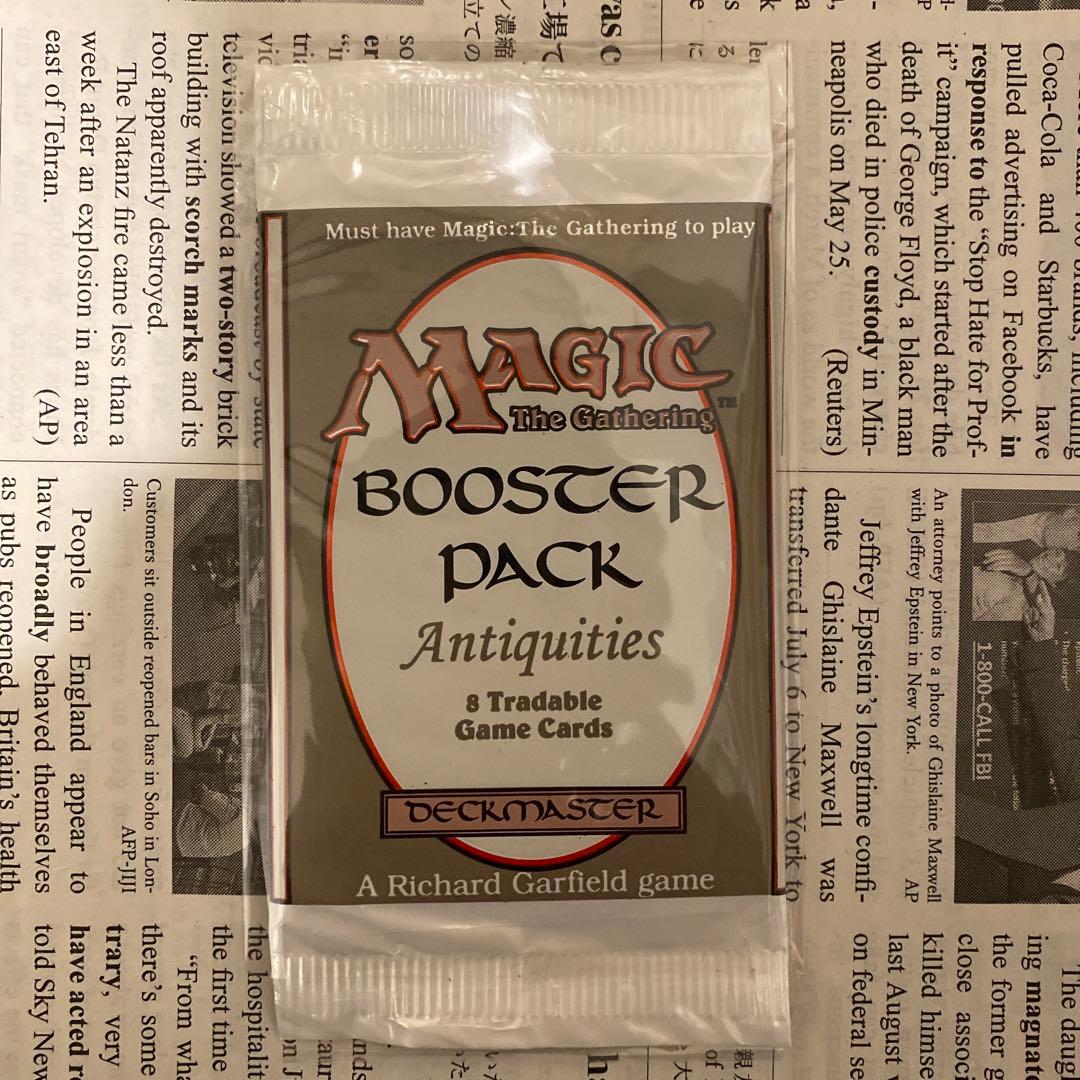 Must have Magic:The Gathering to play
MAGIC
The Gathering™
BOOSTER
PACK
Antiquities
8 Tradable
Game Cards
DECKMASTER
A Richard Garfield game
Coca-Cola and Starbucks, have
pulled advertising on Facebook in
response to the “Stop Hate for Prof-
it” campaign, which started after the
death of George Floyd, a black man
who died in police custody in Min-
neapolis on May 25.
(Reuters)
television showed a two-story brick
building with scorch marks and its
roof apparently destroyed.
The Natanz fire came less than a
week after an explosion in an area
east of Tehran.
(AP)
1-800-CALL FBI
An attorney points to a photo of Ghislaine Maxwell
with Jeffrey Epstein in New York.
AP
Jeffrey Epstein’s longtime confi-
dante Ghislaine Maxwell was
transferred July 6 to New York to
Customers sit outside reopened bars in Soho in Lon-
don.
AFP-JIJI
People in England appear to
have broadly behaved themselves
as pubs reopened, Britain’s health
ing magnat
the former
close assoc
killed himse
last August
on federal se
the hospitalit
the first time
“From wha
there’s some
trary, very
have acted re
told Sky New